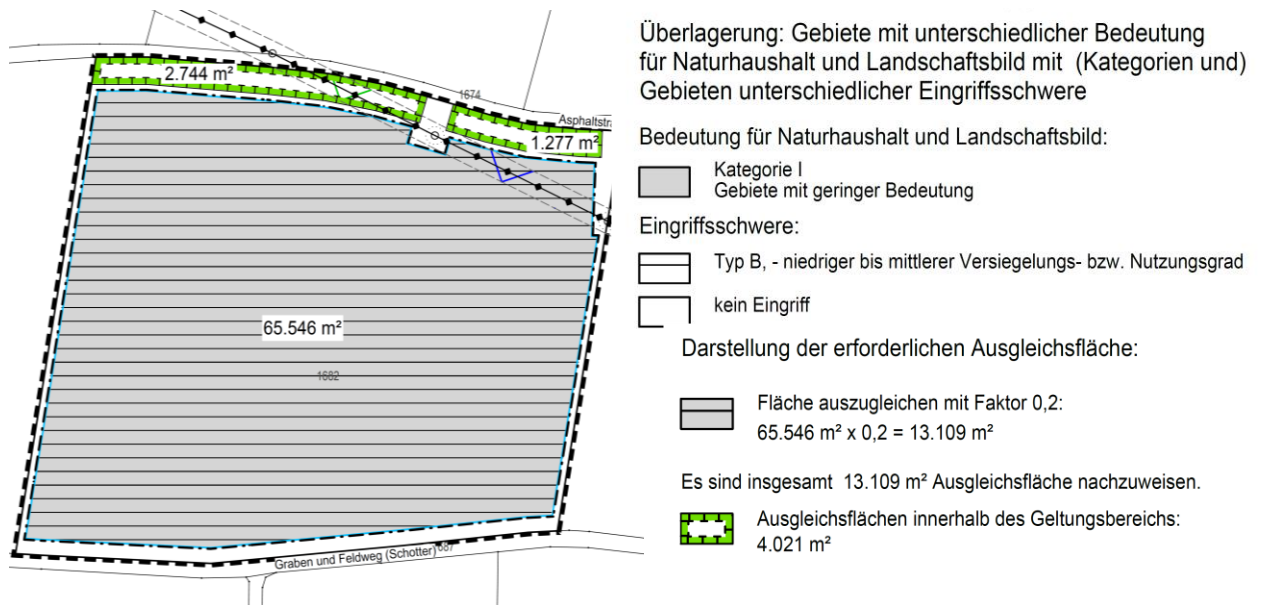 2.744 m²
1674
Asphaltstra
1.277 m²
65.546 m²
1682
Graben und Feldweg (Schotter)
Überlagerung: Gebiete mit unterschiedlicher Bedeutung
für Naturhaushalt und Landschaftsbild mit (Kategorien und)
Gebieten unterschiedlicher Eingriffsschwere
Bedeutung für Naturhaushalt und Landschaftsbild:
Kategorie I
Gebiete mit geringer Bedeutung
Eingriffsschwere:
Typ B, - niedriger bis mittlerer Versiegelungs- bzw. Nutzungsgrad
kein Eingriff
Darstellung der erforderlichen Ausgleichsfläche:
Fläche auszugleichen mit Faktor 0,2:
65.546 m² x 0,2 = 13.109 m²
Es sind insgesamt 13.109 m² Ausgleichsfläche nachzuweisen.
Ausgleichsflächen innerhalb des Geltungsbereichs:
4.021 m²